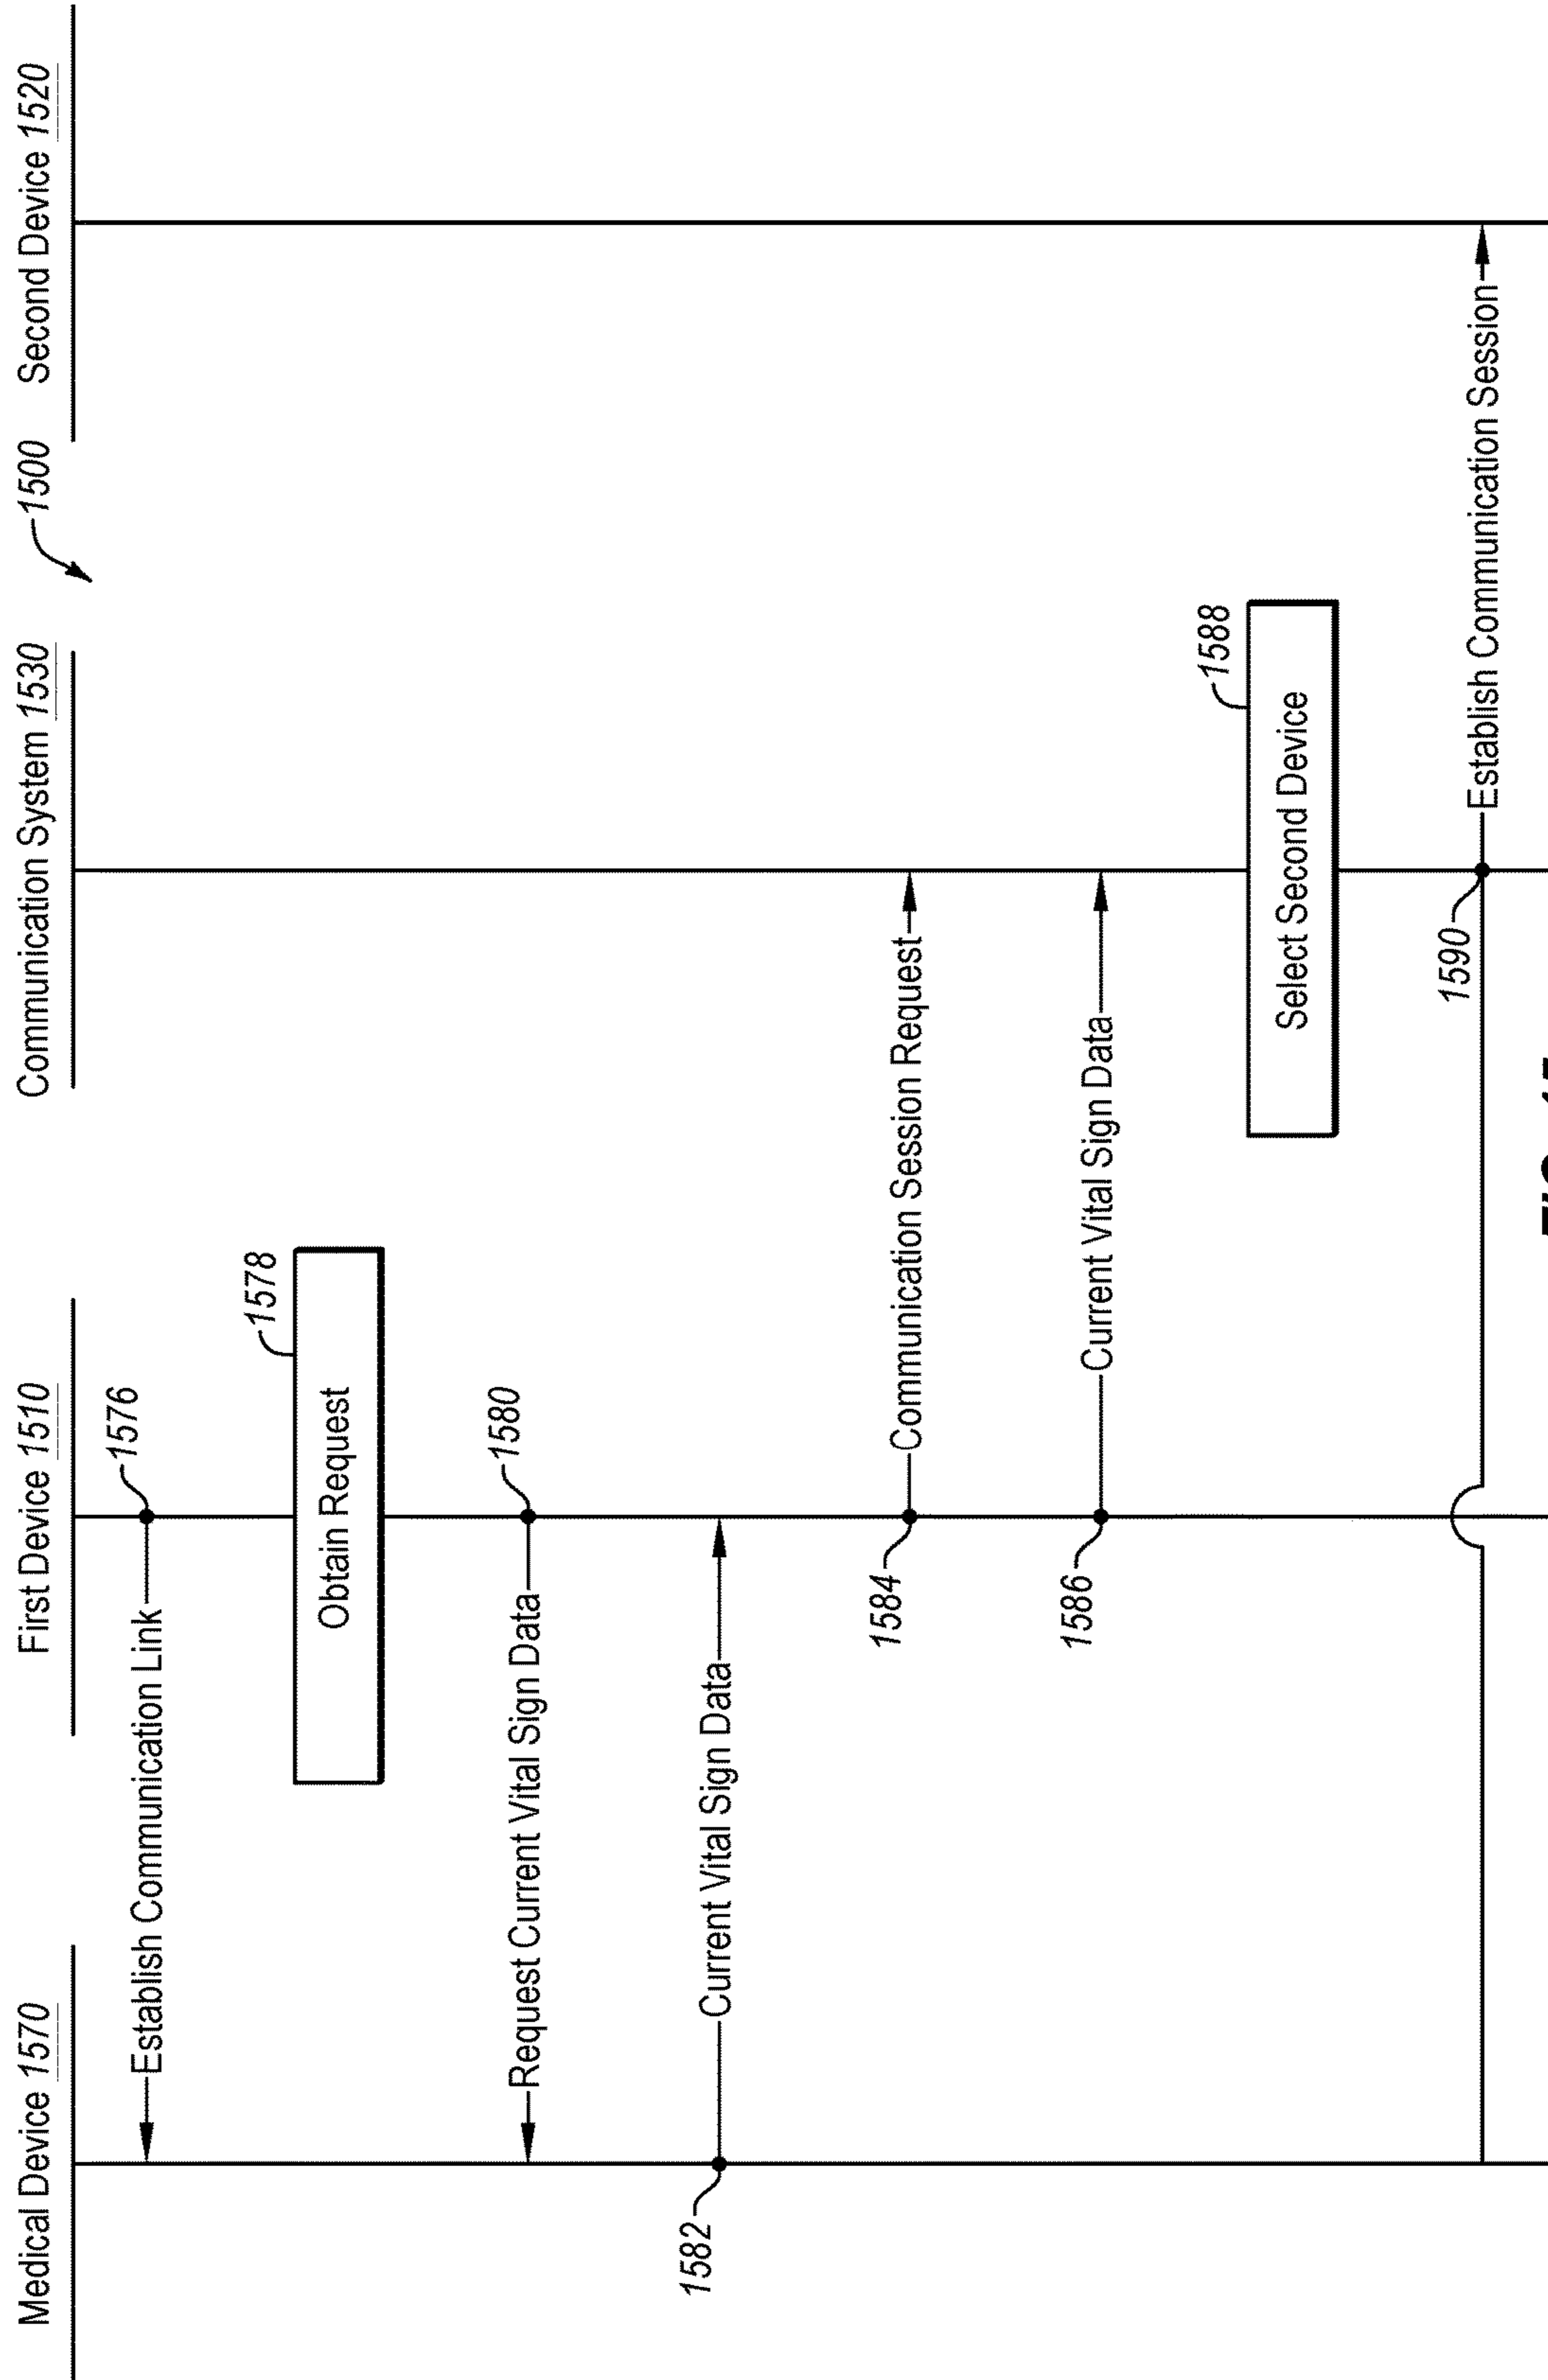 Medical Device 1570
First Device 1510
Communication System 1530
1500
Second Device 1520
Establish Communication Link
1576
Obtain Request
1578
Request Current Vital Sign Data
1580
1582
Current Vital Sign Data
1584
Communication Session Request
1586
Current Vital Sign Data
Select Second Device
1588
1590
Establish Communication Session